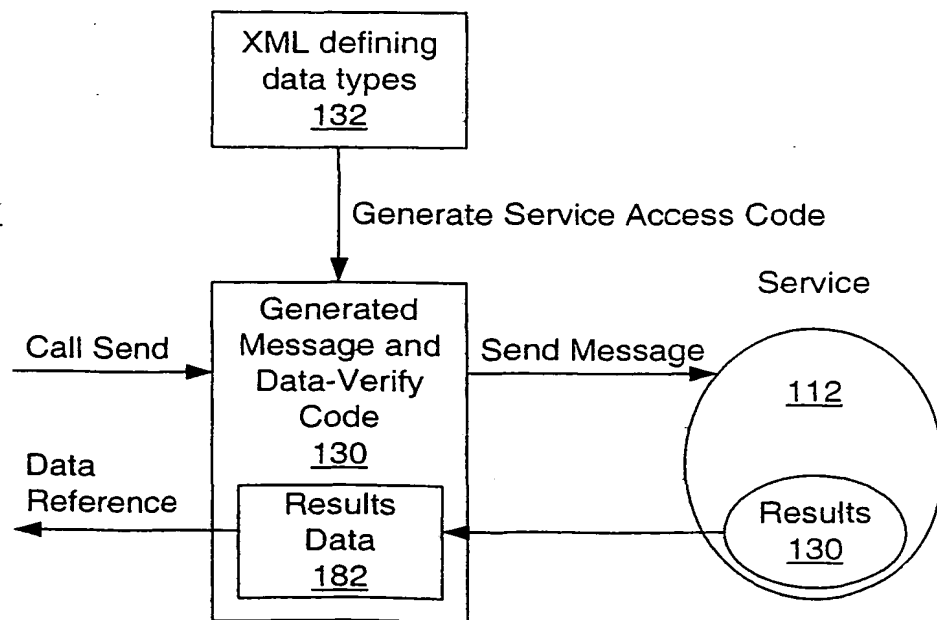 XML defining
data types
132
Generate Service Access Code
Service
Generated
Message and
Data-Verify
Code
130
Call Send
Send Message
112
Data
Reference
Results
Data
182
Results
130